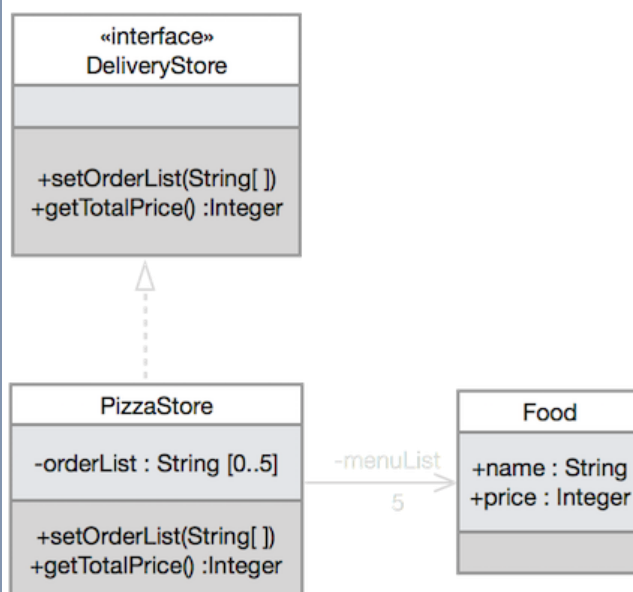 «interface»
DeliveryStore
+setOrderList(String[ ])
+getTotalPrice() :Integer
PizzaStore
-orderList : String [0..5]
+setOrderList(String[ ])
+getTotalPrice() :Integer
-menuList
5
Food
+name : String
+price : Integer